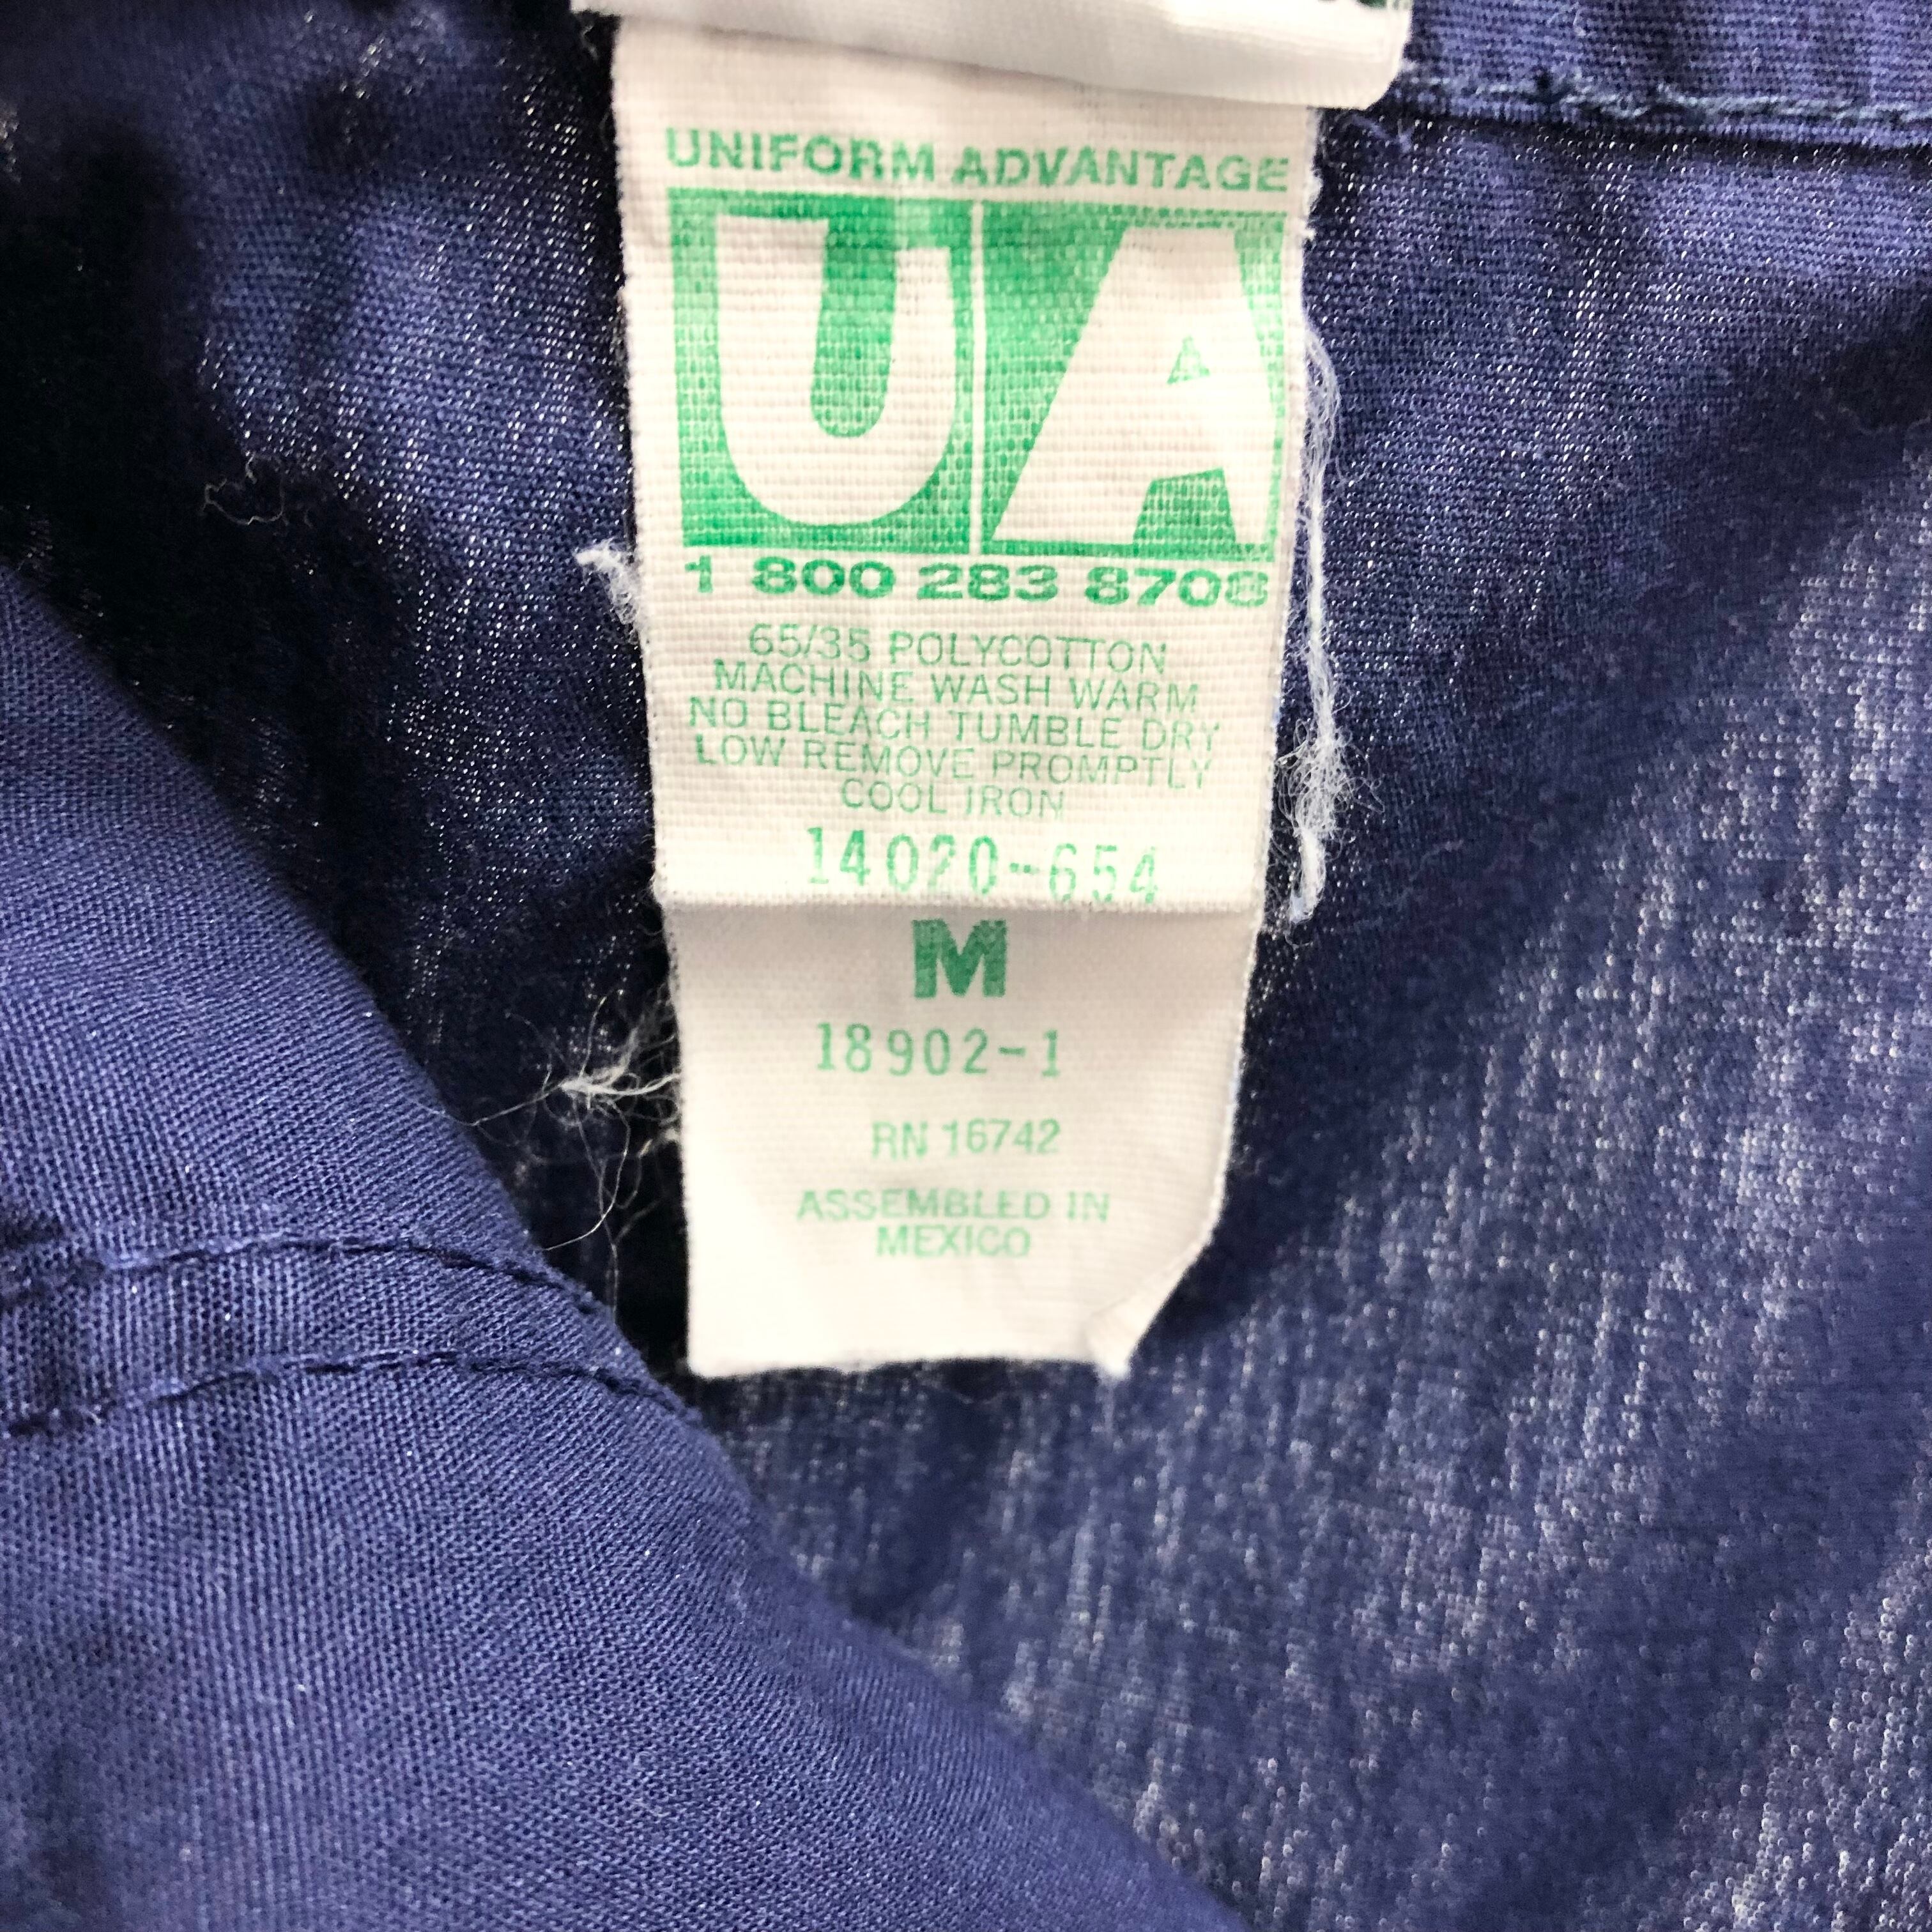 UNIFORM ADVANTAGE
UA
1 800 283 8708
65/35 POLYCOTTON
MACHINE WASH WARM
NO BLEACH TUMBLE DRY
LOW REMOVE PROMPTLY
COOL IRON
14020-654
M
18902-1
RN 16742
ASSEMBLED IN
MEXICO